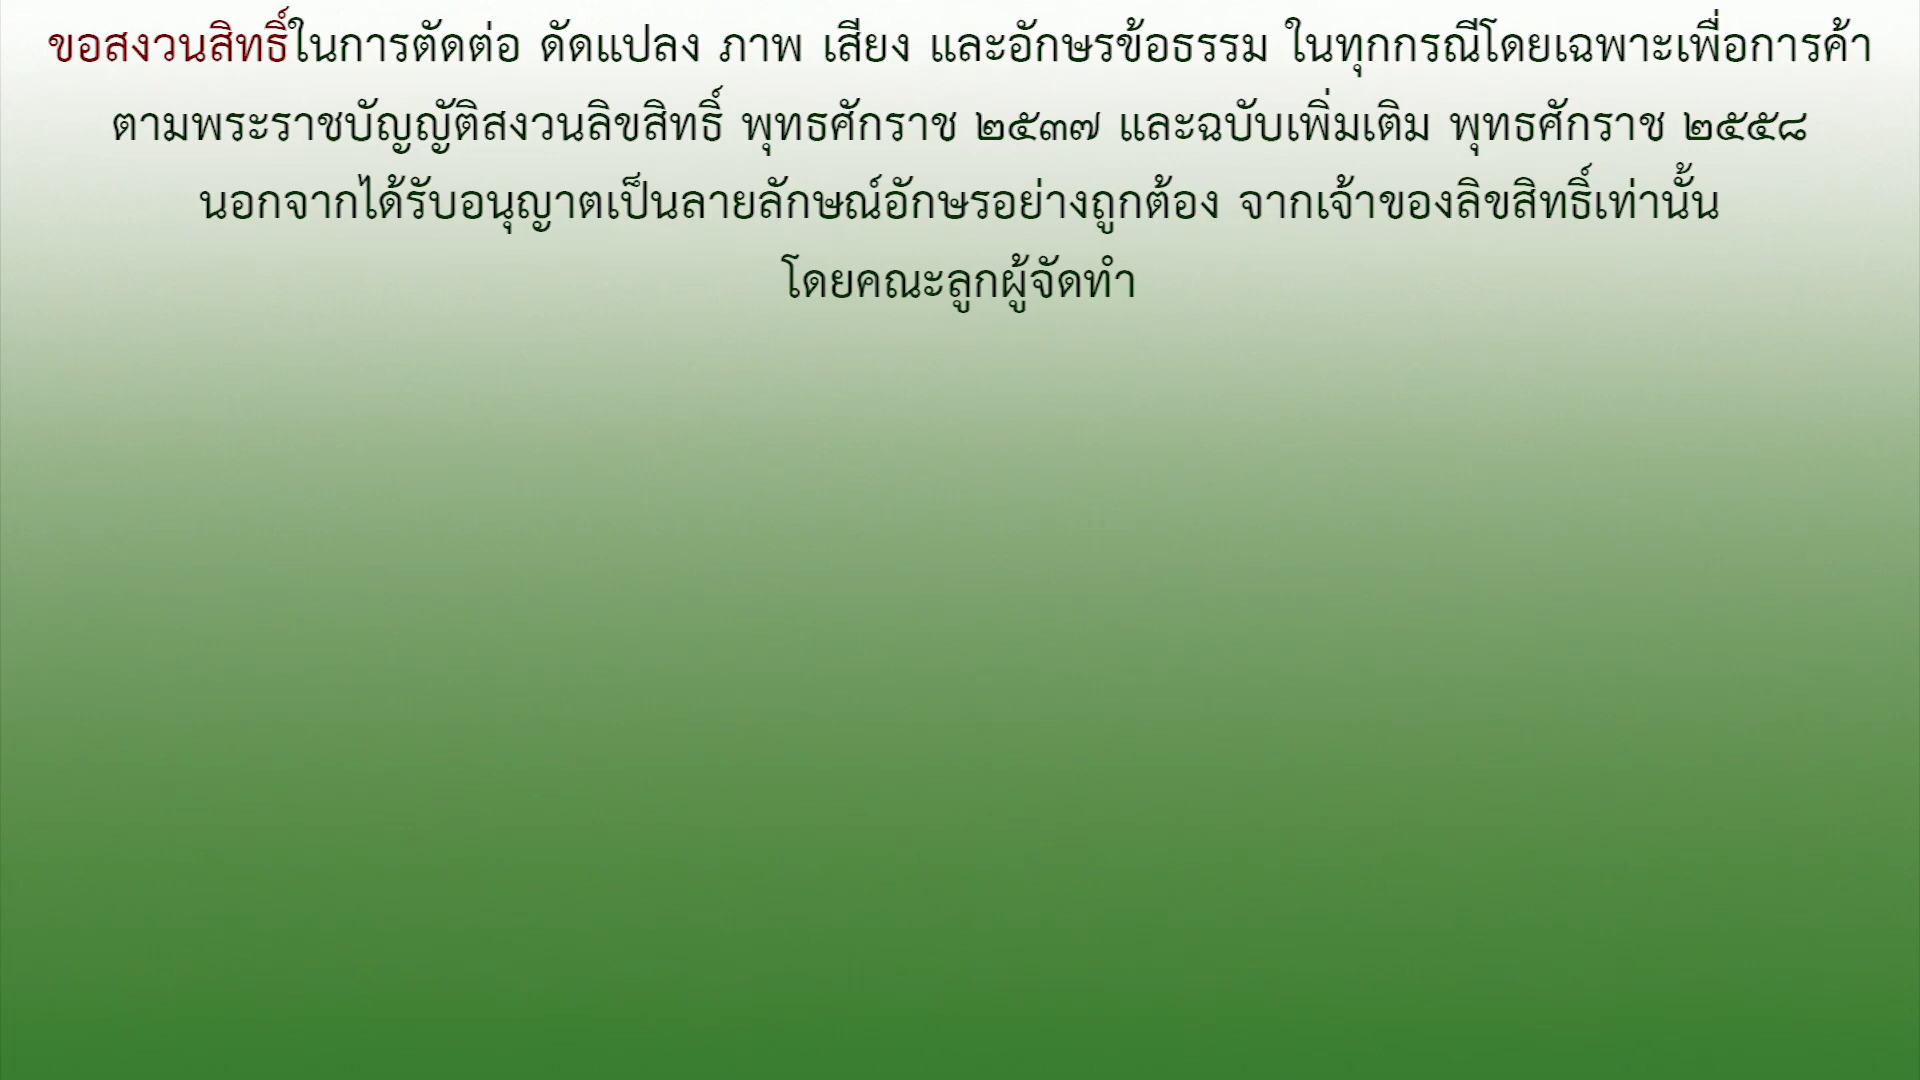 ขอสงวนสิทธิ์ในการตัดต่อ ดัดแปลง ภาพ เสียง และอักษรข้อธรรม ในทุกกรณีโดยเฉพาะเพื่อการค้า
ตามพระราชบัญญัติสงวนลิขสิทธิ์ พุทธศักราช ๒๕๓๗ และฉบับเพิ่มเติม พุทธศักราช ๒๕๕๘
นอกจากได้รับอนุญาตเป็นลายลักษณ์อักษรอย่างถูกต้อง จากเจ้าของลิขสิทธิ์เท่านั้น
โดยคณะลูกผู้จัดทำ